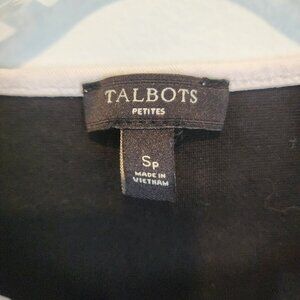 TALBOTS
PETITES
Sp
MADE IN
VIETNAM